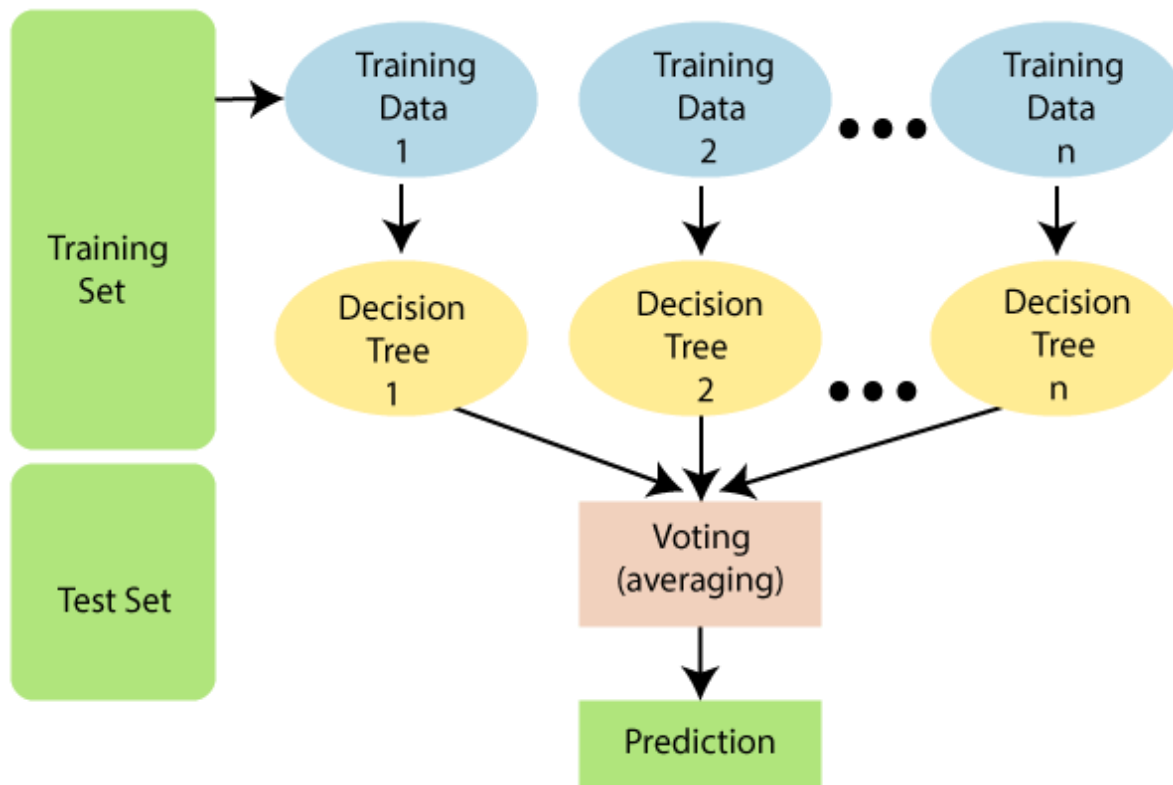 Training
Set
Test Set
Training
Data
1
Training
Data
2
Training
Data
n
Decision
Tree
1
Decision
Tree
2
Decision
Tree
n
Voting
(averaging)
Prediction